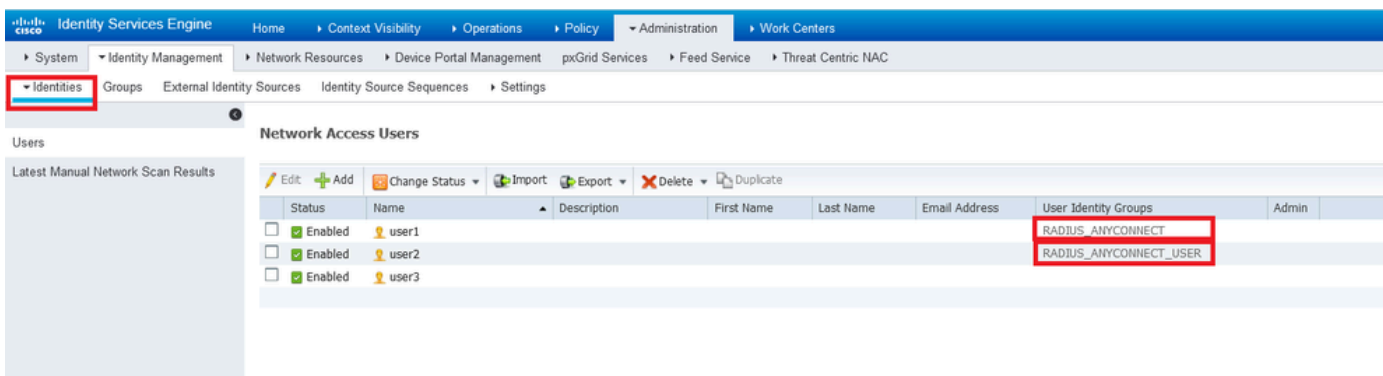 cisco Identity Services Engine Home Context Visibility Operations Policy Administration Work Centers
System Identity Management Network Resources Device Portal Management pxGrid Services Feed Service Threat Centric NAC
Identities Groups External Identity Sources Identity Source Sequences Settings
Users
Latest Manual Network Scan Results
Network Access Users
Edit Add Change Status Import Export Delete Duplicate
Status Name Description First Name Last Name Email Address User Identity Groups Admin
Enabled user1 RADIUS_ANYCONNECT
Enabled user2 RADIUS_ANYCONNECT_USER
Enabled user3